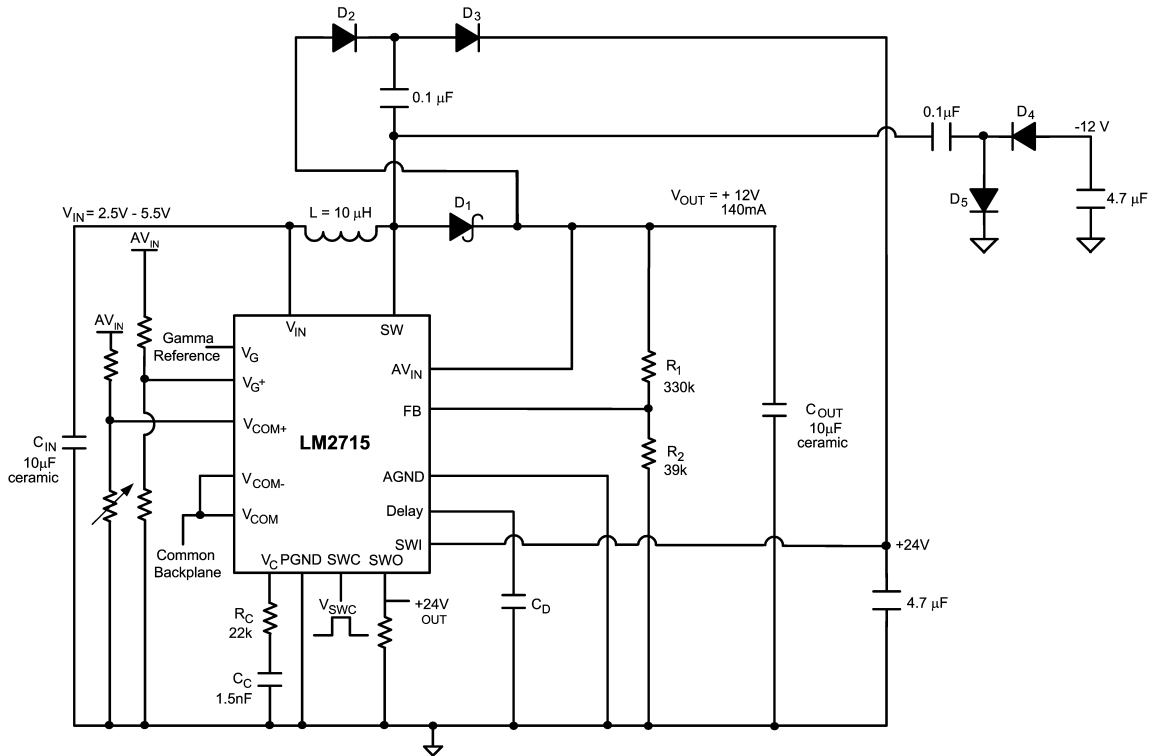 D2
D3
0.1 μF
0.1μF
D4
-12 V
D5
4.7 μF
VIN = 2.5V - 5.5V
L = 10 μH
D1
VOUT = + 12V
140mA
AVIN
AVIN
VIN
SW
Gamma
Reference
VG
AVIN
VG+
FB
VCOM+
LM2715
R1
330k
COUT
10μF
ceramic
CIN
10μF
ceramic
R2
39k
VCOM-
AGND
VCOM
Delay
SWI
+24V
Common
Backplane
VC
PGND
SWC
SWO
RC
22k
VSWC
+24V
OUT
CD
4.7 μF
CC
1.5nF